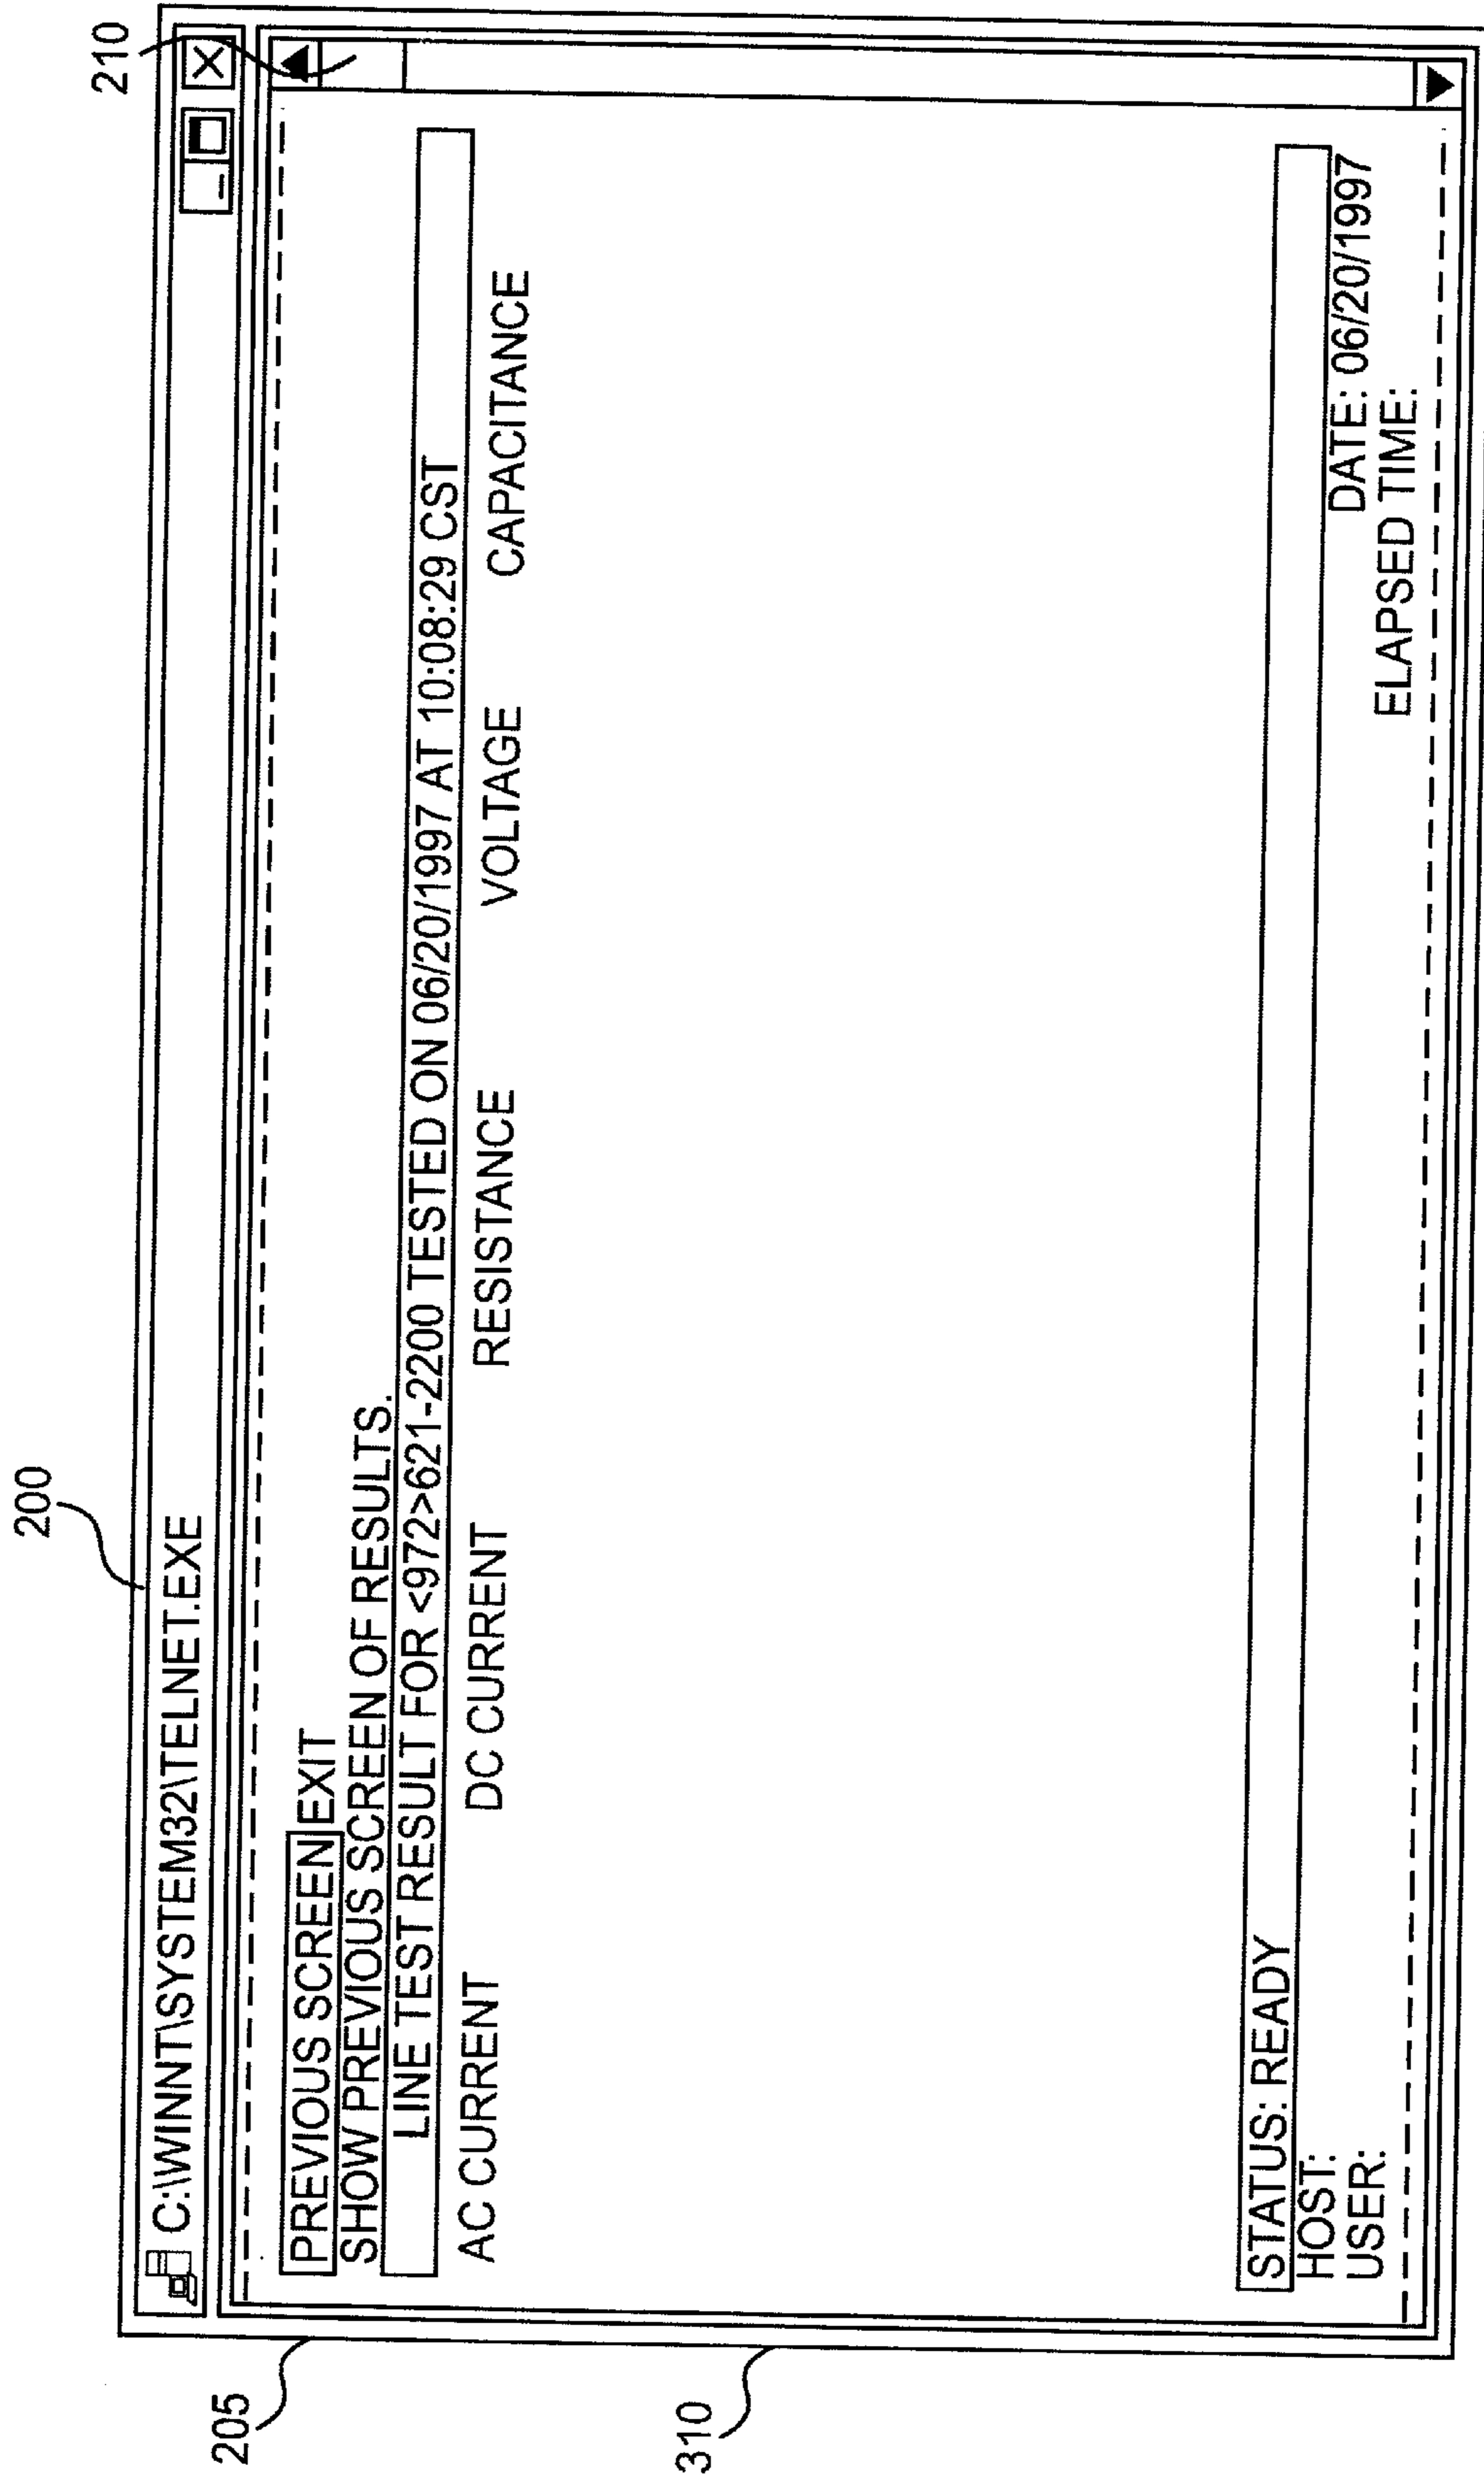 200
210
C:\WINNT\SYSTEM32\TELNET.EXE
205
PREVIOUS SCREEN EXIT
SHOW PREVIOUS SCREEN OF RESULTS.
LINE TEST RESULT FOR <972>621-2200 TESTED ON 06/20/1997 AT 10:08:29 CST
AC CURRENT DC CURRENT RESISTANCE VOLTAGE CAPACITANCE
310
STATUS: READY
HOST: DATE: 06/20/1997
USER: ELAPSED TIME: